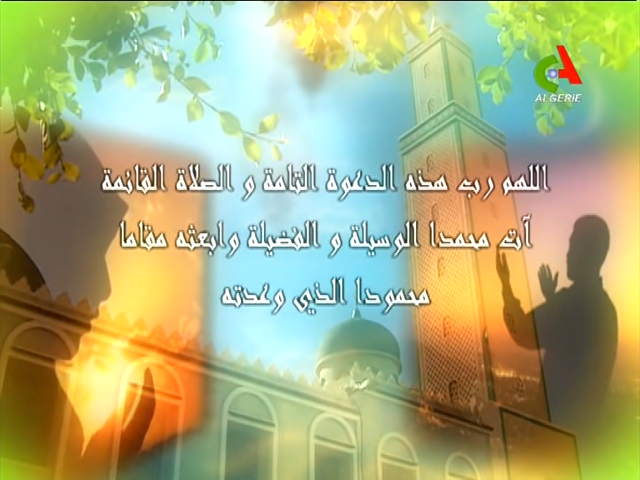 ALGERIE
اللهم رب هذه الدعوة التامة و الصلاة القائمة
آت محمدا الوسيلة و الفضيلة وابعثه مقاما
محمودا الذي وعدته